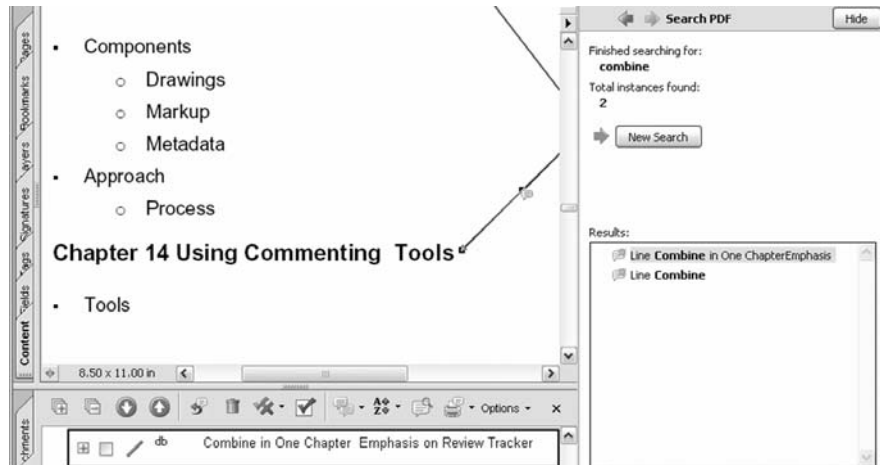 Pages
Bookmarks
Layers
Signatures
Tags
Fields
Content
▪ Components
○ Drawings
○ Markup
○ Metadata
▪ Approach
○ Process
Chapter 14 Using Commenting Tools
▪ Tools
8.50 x 11.00 in
Options
db Combine in One Chapter Emphasis on Review Tracker
Search PDF
Hide
Finished searching for:
combine
Total instances found:
2
New Search
Results:
Line Combine in One ChapterEmphasis
Line Combine